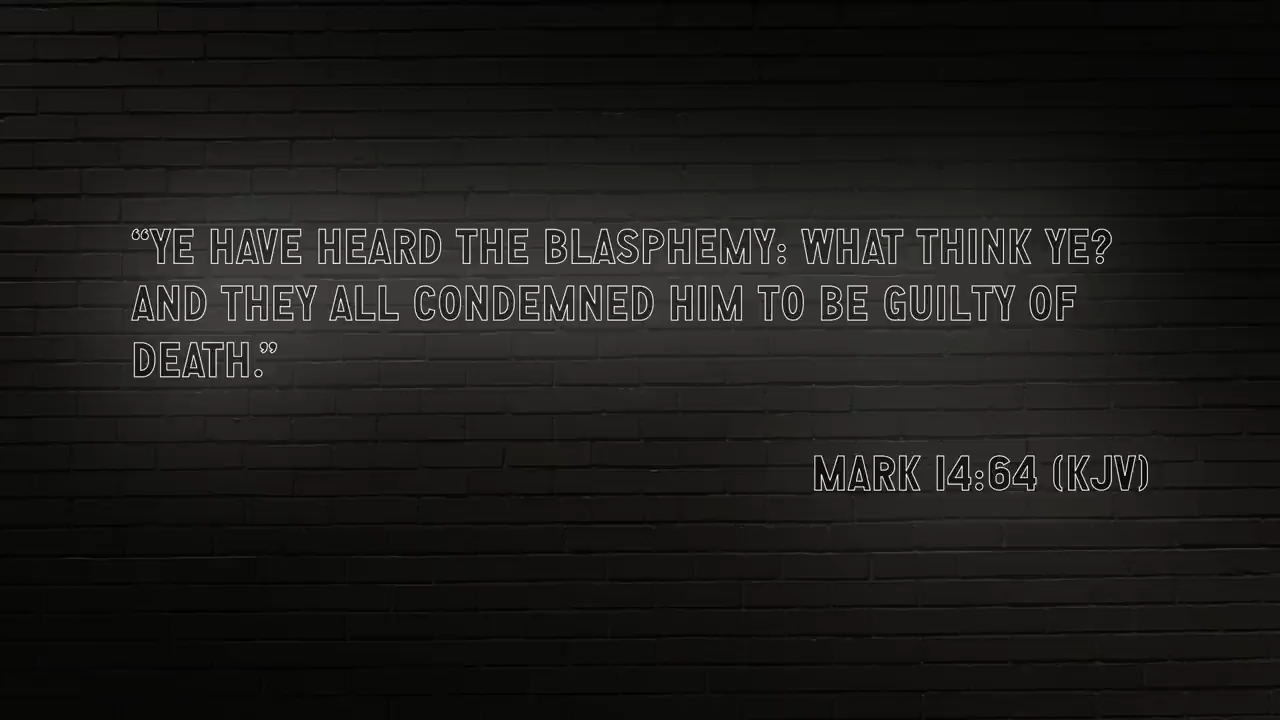 “YE HAVE HEARD THE BLASPHEMY: WHAT THINK YE?
AND THEY ALL CONDEMNED HIM TO BE GUILTY OF
DEATH.”
MARK 14:64 (KJV)